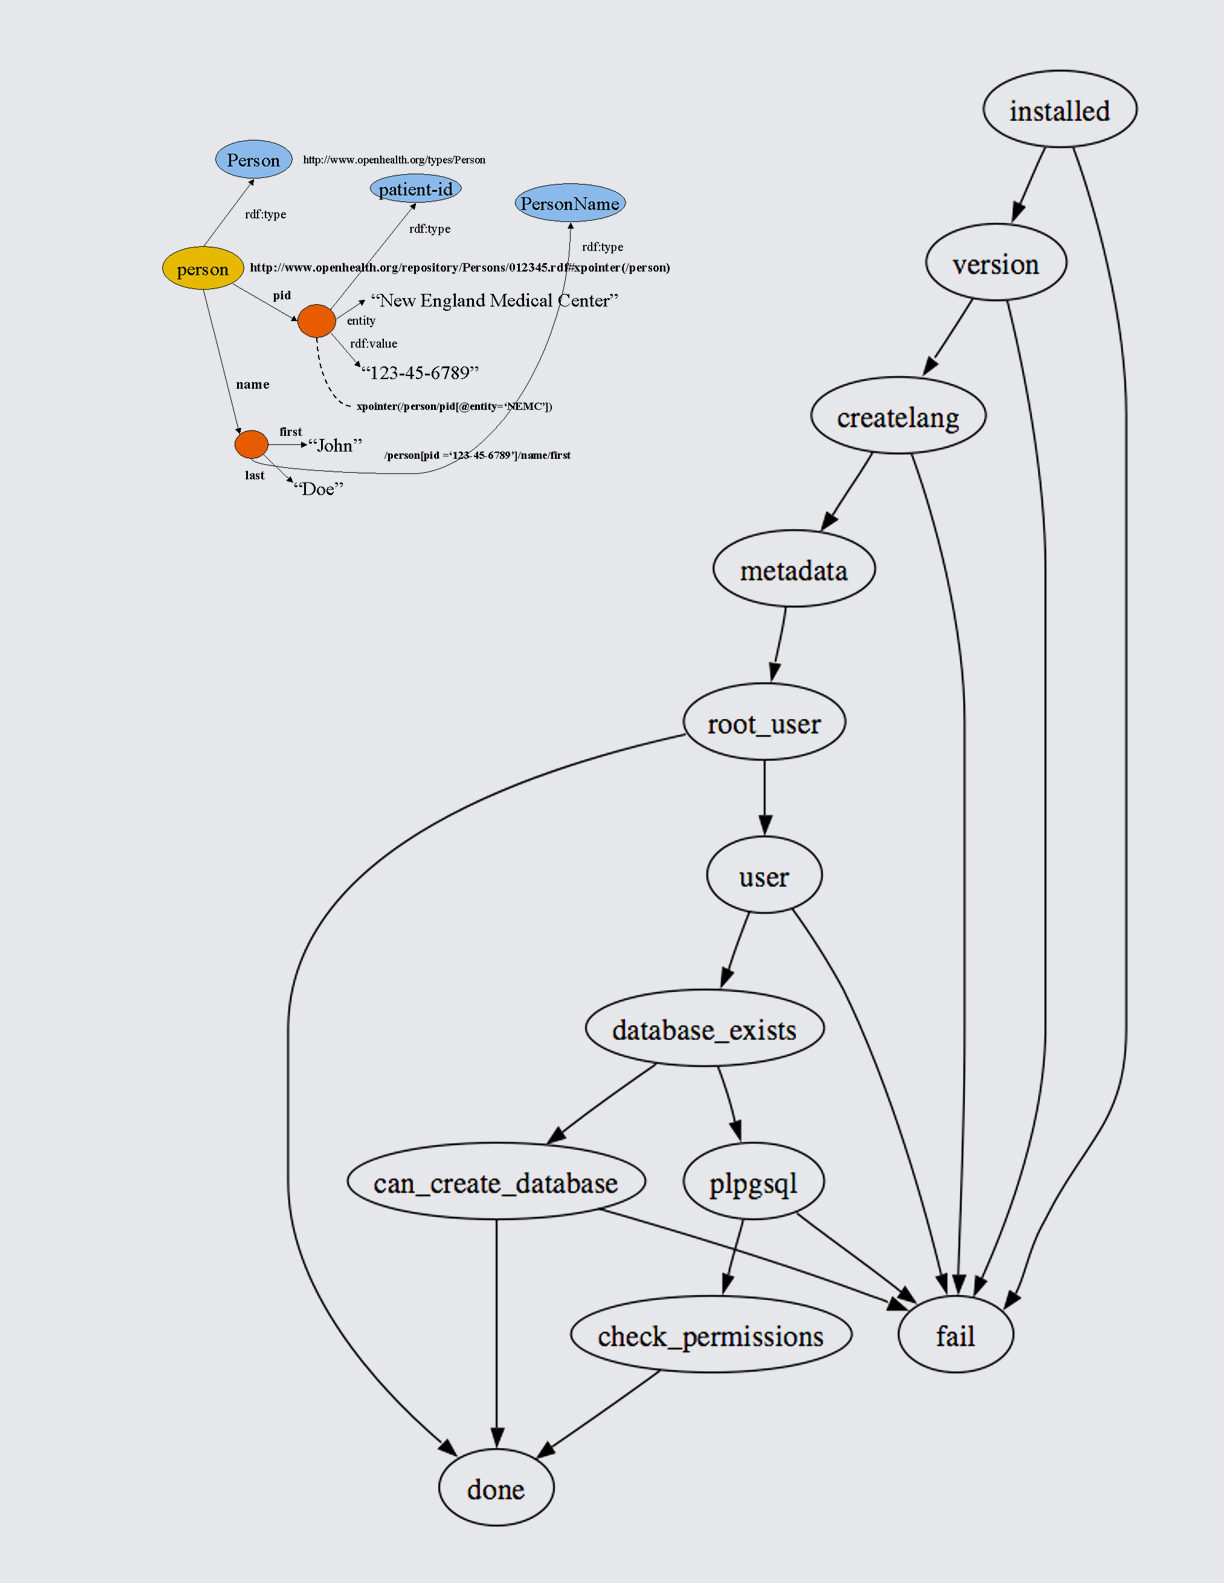 installed
Person http://www.openhealth.org/types/Person
patient-id
PersonName
rdf:type
rdf:type
rdf:type
version
person http://www.openhealth.org/repository/Persons/012345.rdf#xpointer(/person)
pid
“New England Medical Center”
entity
rdf:value
“123-45-6789”
name
xpointer(/person/pid[@entity=‘NEMC’])
createlang
first
“John”
/person[pid =‘123-45-6789’]/name/first
last
“Doe”
metadata
root_user
user
database_exists
can_create_database
plpgsql
check_permissions
fail
done